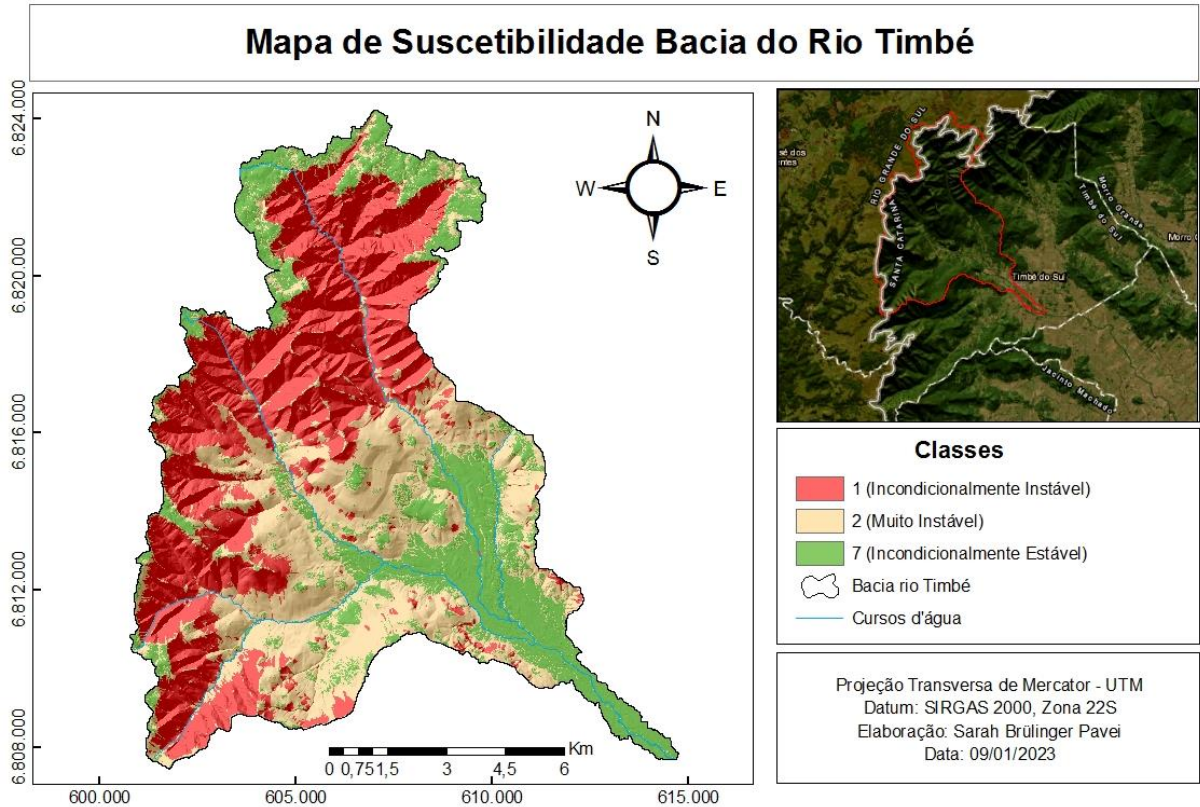 Mapa de Suscetibilidade Bacia do Rio Timbé
6.824.000
6.820.000
6.816.000
6.812.000
6.808.000
N
W
E
S
Km
0 0,75 1,5 3 4,5 6
600.000 605.000 610.000 615.000
RIO GRANDE DO SUL
SANTA CATARINA
sé dos
entes
Morro Grande
Timbé do Sul
Morro
Timbé do Sul
Jacinto Machado
Classes
1 (Incondicionalmente Instável)
2 (Muito Instável)
7 (Incondicionalmente Estável)
Bacia rio Timbé
Cursos d'água
Projeção Transversa de Mercator - UTM
Datum: SIRGAS 2000, Zona 22S
Elaboração: Sarah Brülinger Pavei
Data: 09/01/2023